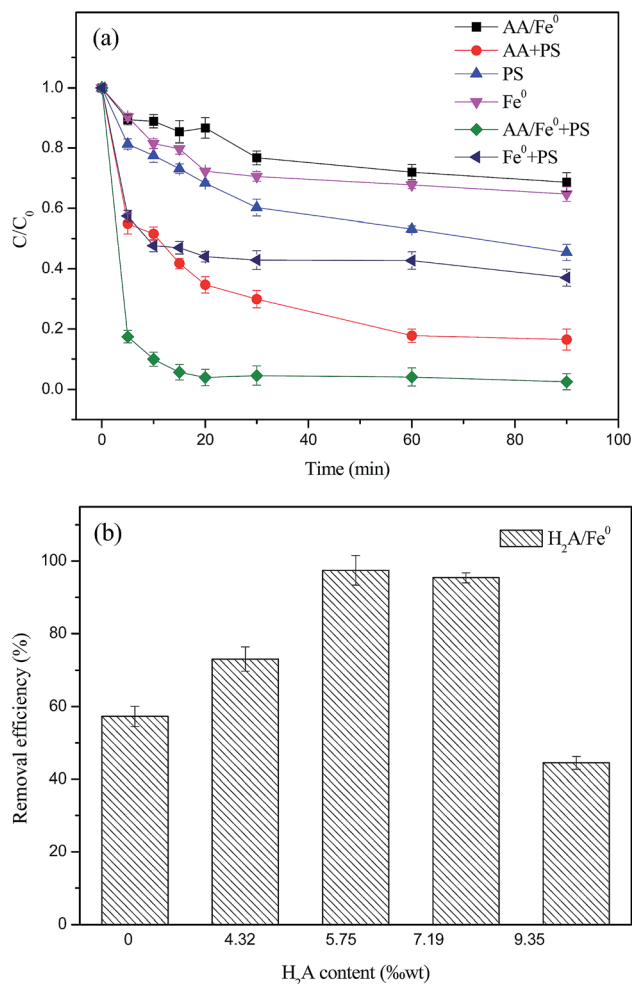 (a)
AA/Fe⁰
AA+PS
PS
Fe⁰
AA/Fe⁰+PS
Fe⁰+PS
C/C₀
1.0
0.8
0.6
0.4
0.2
0.0
0 20 40 60 80 100
Time (min)
(b)
H₂A/Fe⁰
Removal efficiency (%)
100
80
60
40
20
0
0 4.32 5.75 7.19 9.35
H₂A content (‰wt)